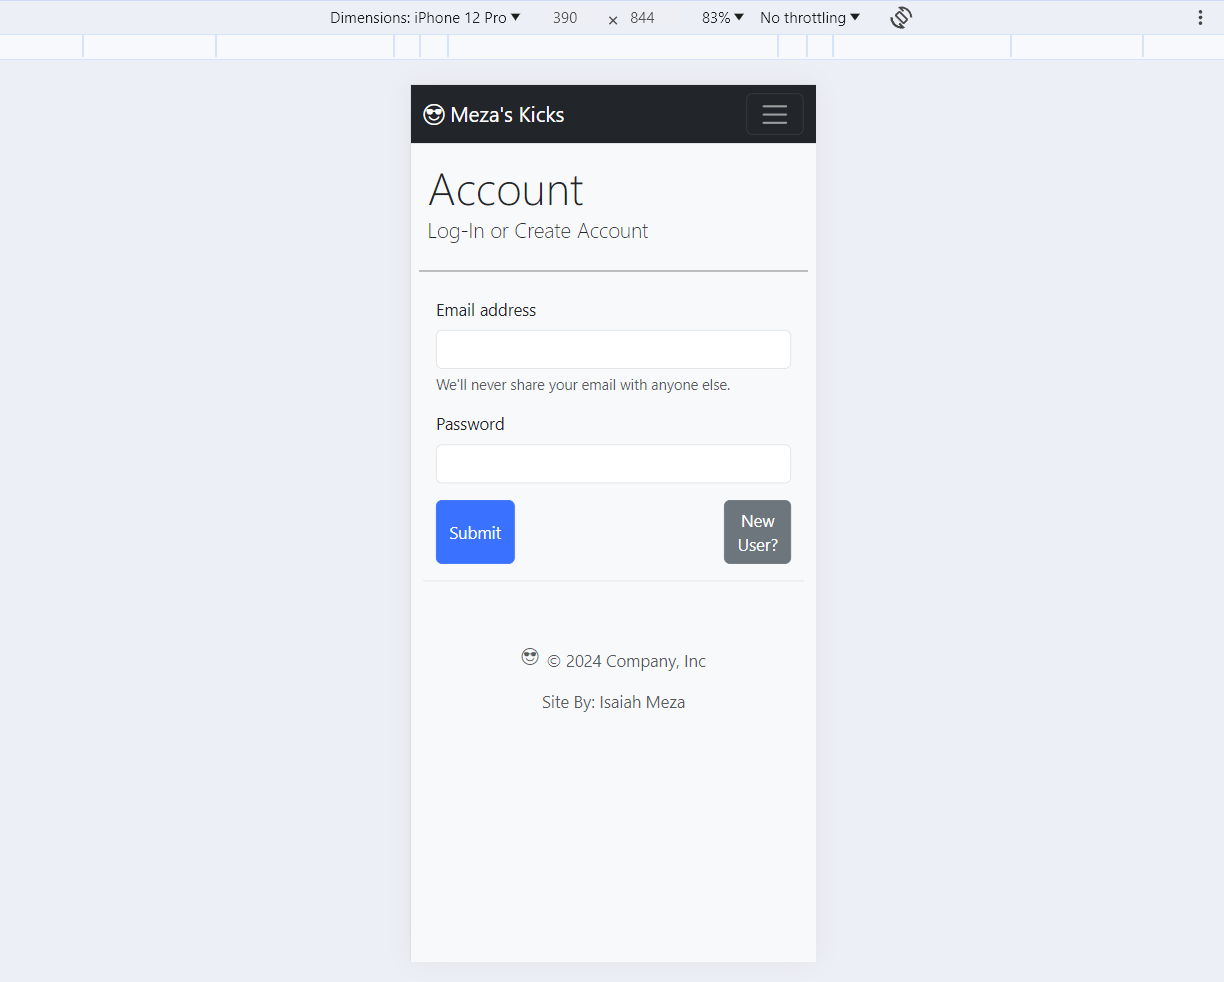 Dimensions: iPhone 12 Pro 390 × 844 83% No throttling
Meza's Kicks
Account
Log-In or Create Account
Email address
We'll never share your email with anyone else.
Password
Submit
New
User?
© 2024 Company, Inc
Site By: Isaiah Meza